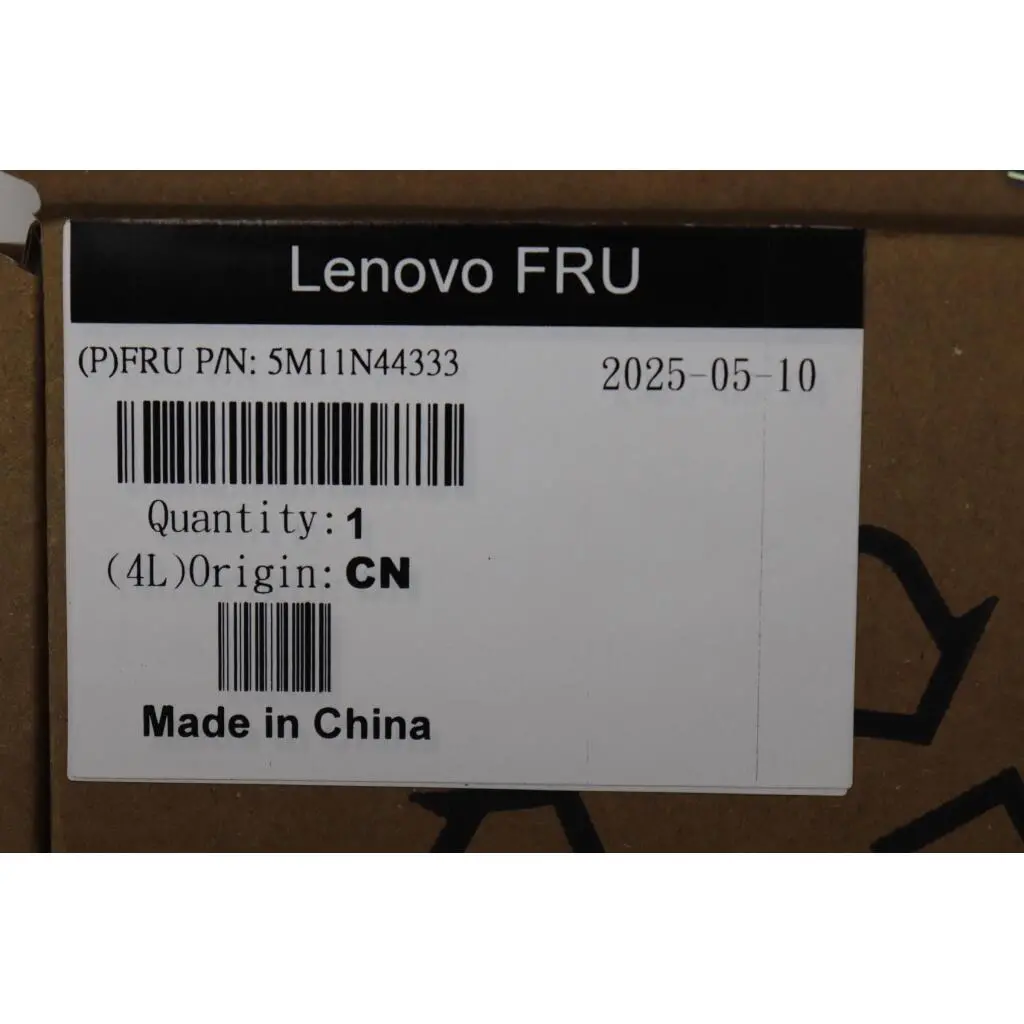 Lenovo FRU
(P)FRU P/N: 5M11N44333
2025-05-10
Quantity: 1
(4L)Origin: CN
Made in China